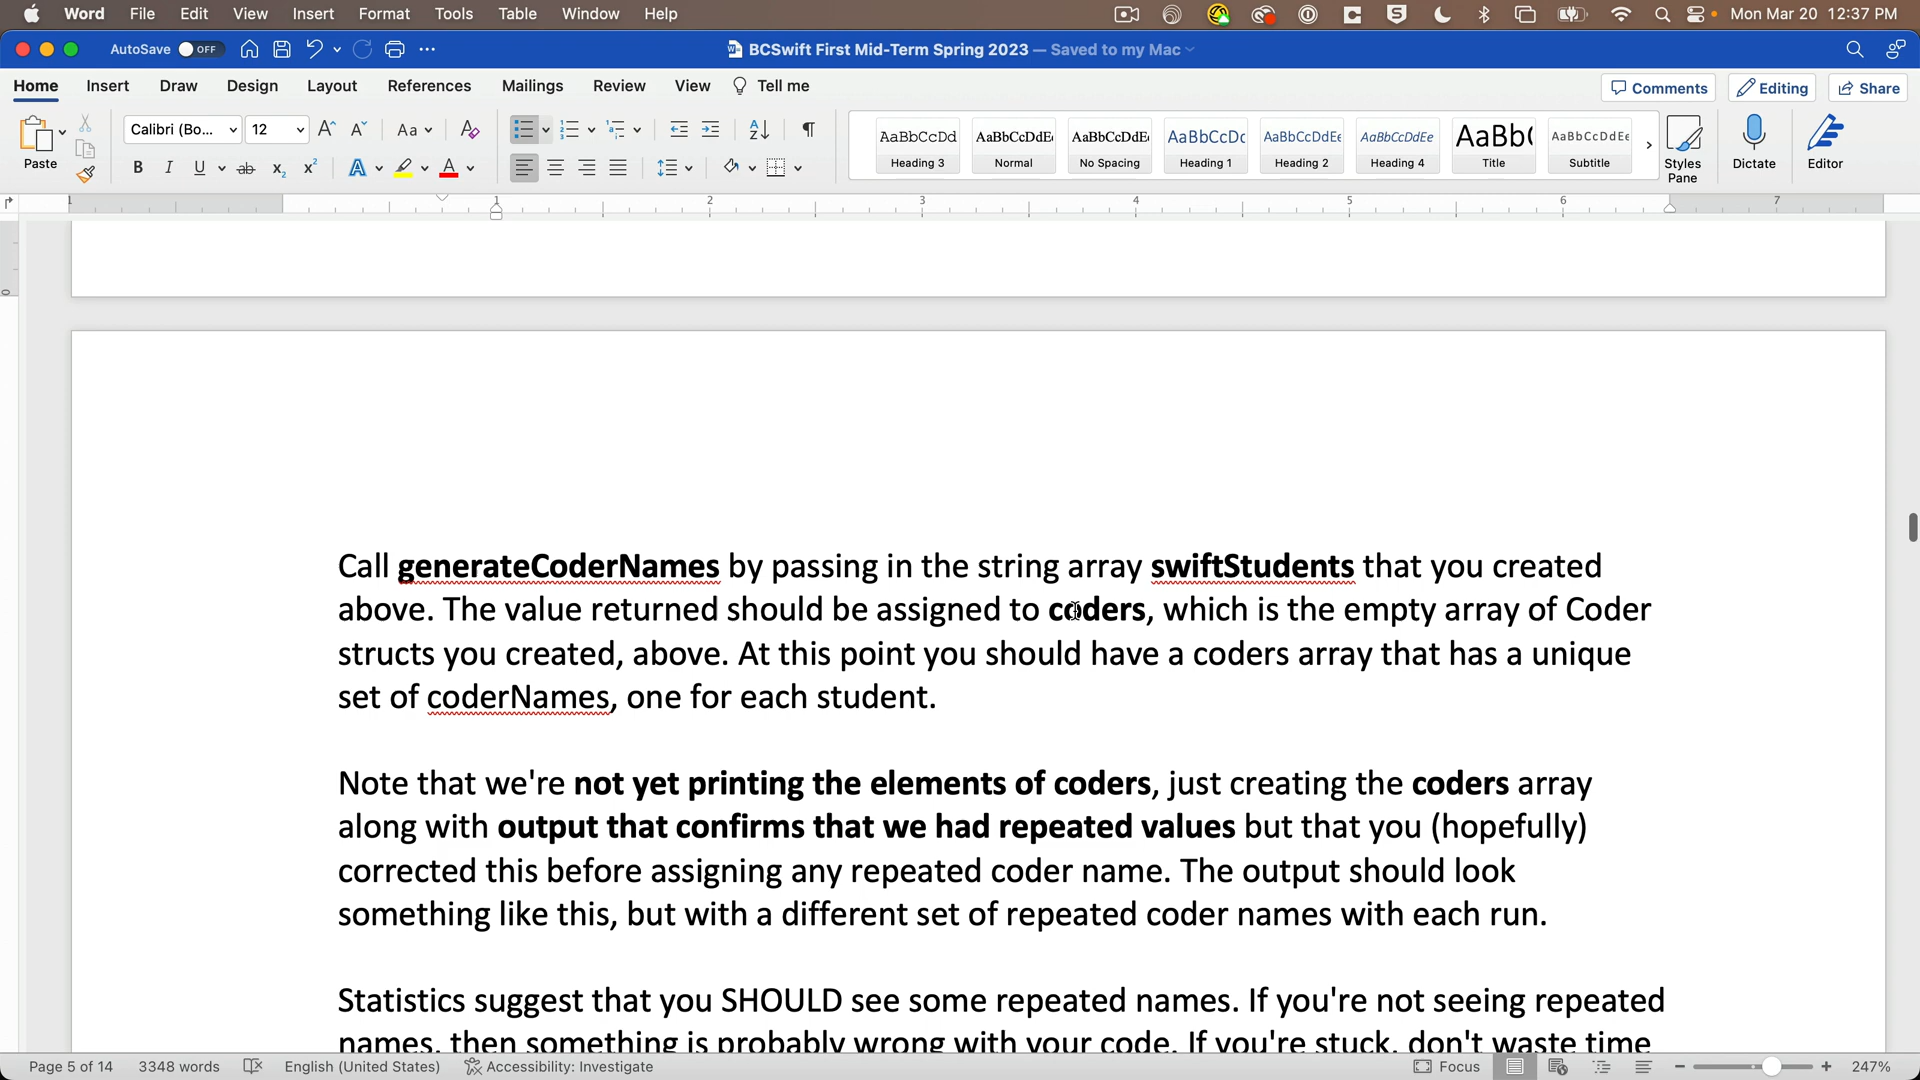 Word File Edit View Insert Format Tools Table Window Help Mon Mar 20 12:37 PM
AutoSave OFF BCSwift First Mid-Term Spring 2023 — Saved to my Mac
Home Insert Draw Design Layout References Mailings Review View Tell me Comments Editing Share
Paste
Calibri (Bo... 12
AaBbCcDd AaBbCcDdEe AaBbCcDdEe AaBbCcDc AaBbCcDdEe AaBbCcDdEe AaBb( AaBbCcDdEe
Heading 3 Normal No Spacing Heading 1 Heading 2 Heading 4 Title Subtitle
Styles Pane
Dictate Editor
1 1 2 3 4 5 6 7
Call generateCoderNames by passing in the string array swiftStudents that you created
above. The value returned should be assigned to coders, which is the empty array of Coder
structs you created, above. At this point you should have a coders array that has a unique
set of coderNames, one for each student.
Note that we're not yet printing the elements of coders, just creating the coders array
along with output that confirms that we had repeated values but that you (hopefully)
corrected this before assigning any repeated coder name. The output should look
something like this, but with a different set of repeated coder names with each run.
Statistics suggest that you SHOULD see some repeated names. If you're not seeing repeated
names, then something is probably wrong with your code. If you're stuck, don't waste time
Page 5 of 14 3348 words English (United States) Accessibility: Investigate Focus 247%